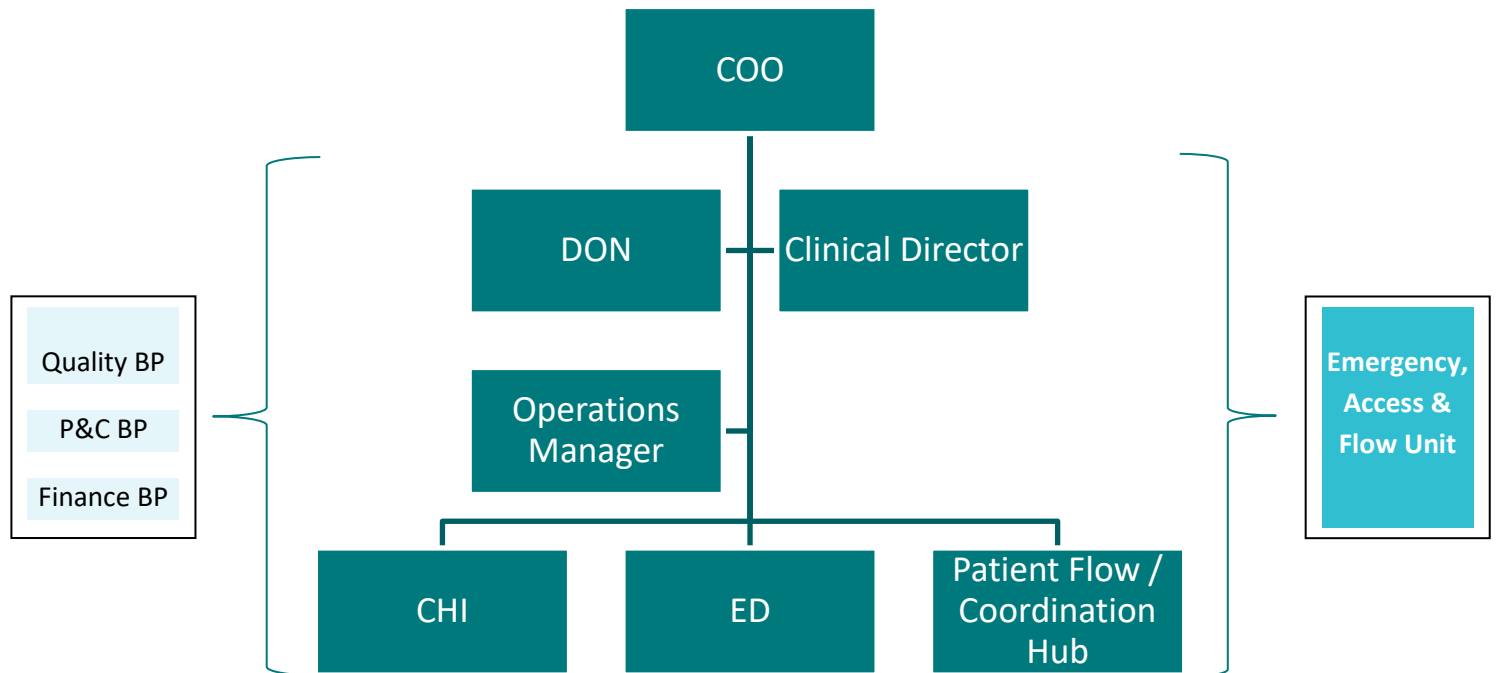 COO
DON
Clinical Director
Quality BP
P&C BP
Finance BP
Operations
Manager
Emergency,
Access &
Flow Unit
CHI
ED
Patient Flow /
Coordination
Hub